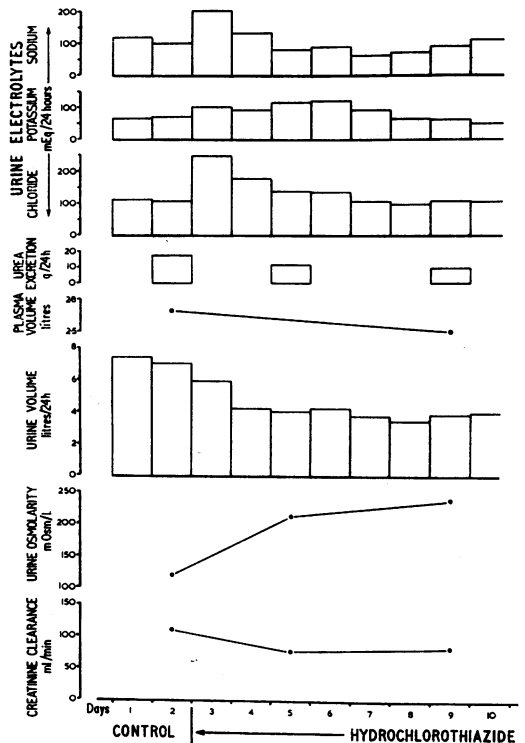 URINE ELECTROLYTES
mEq/24 hours
SODIUM
200
100
0
POTASSIUM
100
0
CHLORIDE
200
100
0
UREA EXCRETION
g/24h
20
10
0
PLASMA VOLUME
litres
28
25
URINE VOLUME
litres/24h
8
6
4
2
0
URINE OSMOLARITY
mOsm/L
250
200
150
100
CREATININE CLEARANCE
ml/min
150
100
50
0
Days 1 2 3 4 5 6 7 8 9 10
CONTROL HYDROCHLOROTHIAZIDE